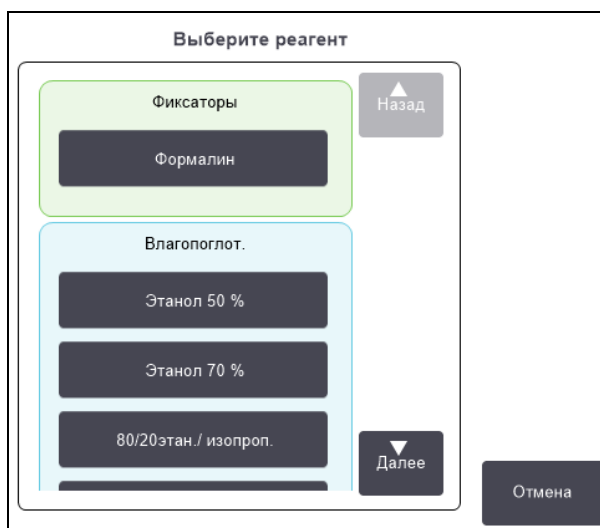 Выберите реагент
Фиксаторы
Назад
Формалин
Влагопоглот.
Этанол 50 %
Этанол 70 %
80/20этан./ изопроп.
Далее
Отмена